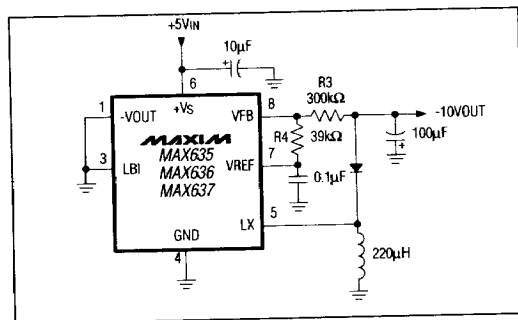 +5VIN
10µF
6
+VS
1
-VOUT
VFB
8
R3
300kΩ
-10VOUT
MAXIM
R4
39kΩ
100µF
3
LBI
MAX635
MAX636
MAX637
VREF
7
0.1µF
LX
5
GND
4
220µH